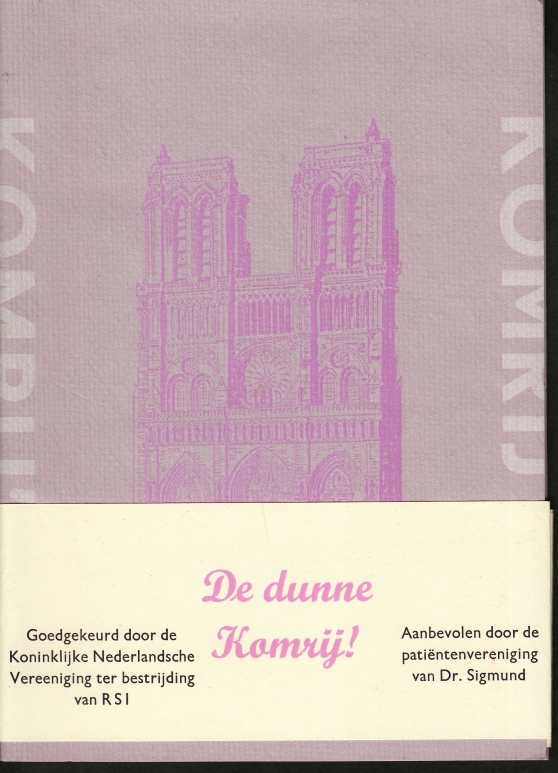 KOMRIJ
KOMRIJ
De dunne
Komrij!
Goedgekeurd door de
Koninklijke Nederlandsche
Vereeniging ter bestrijding
van RSI
Aanbevolen door de
patiëntenvereniging
van Dr. Sigmund